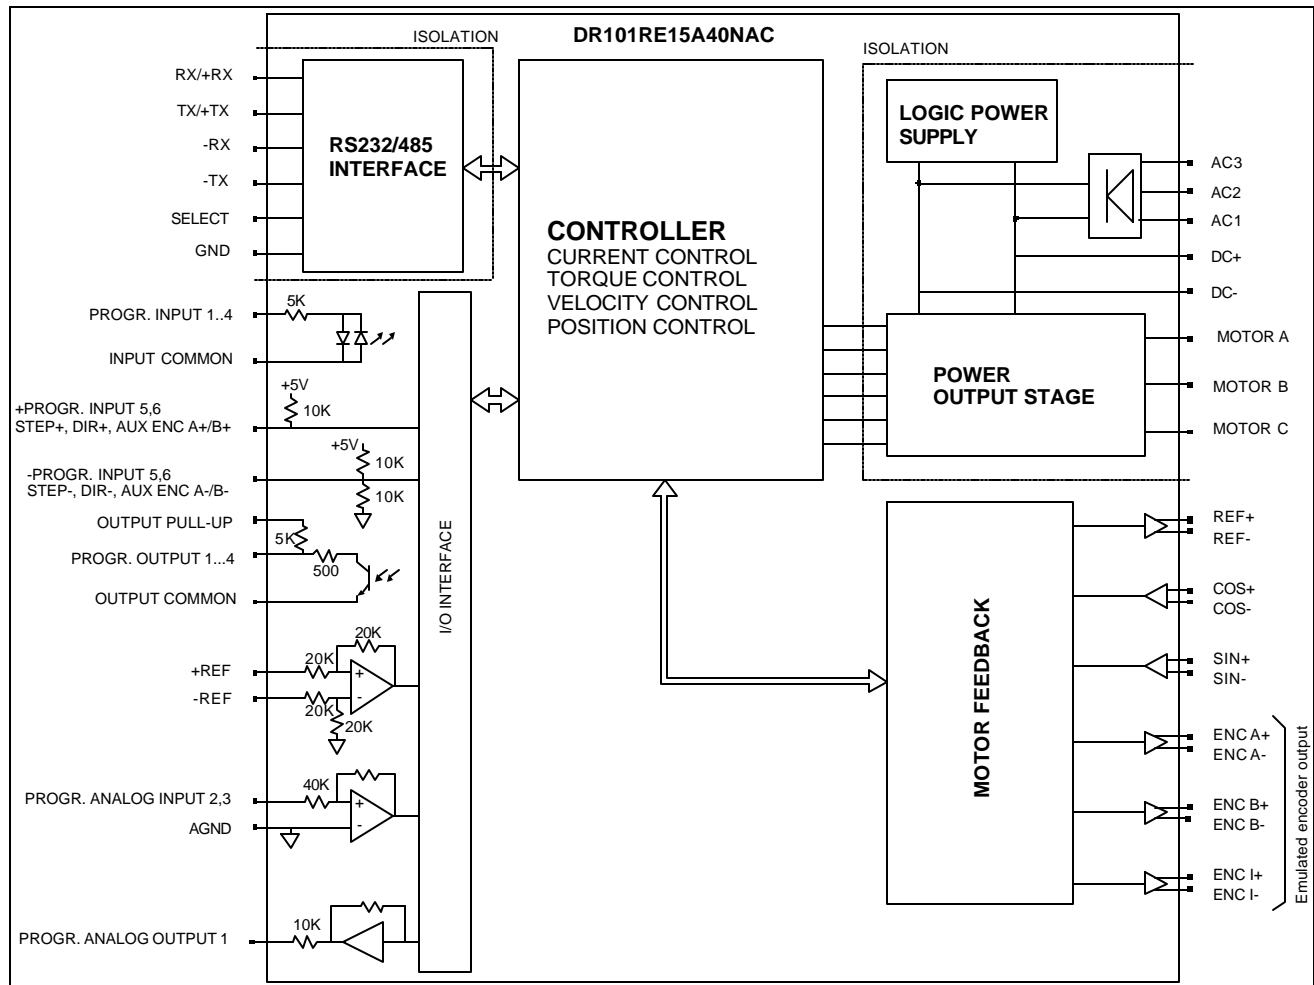 ISOLATION
DR101RE15A40NAC
ISOLATION
RX/+RX
TX/+TX
-RX
-TX
SELECT
GND
RS232/485
INTERFACE
CONTROLLER
CURRENT CONTROL
TORQUE CONTROL
VELOCITY CONTROL
POSITION CONTROL
LOGIC POWER
SUPPLY
AC3
AC2
AC1
DC+
DC-
POWER
OUTPUT STAGE
MOTOR A
MOTOR B
MOTOR C
PROGR. INPUT 1..4
5K
INPUT COMMON
+5V
10K
+PROGR. INPUT 5,6
STEP+, DIR+, AUX ENC A+/B+
+5V
10K
-PROGR. INPUT 5,6
STEP-, DIR-, AUX ENC A-/B-
10K
OUTPUT PULL-UP
5K
PROGR. OUTPUT 1...4
500
OUTPUT COMMON
20K
20K
+REF
+
-REF
-
20K
20K
40K
PROGR. ANALOG INPUT 2,3
+
AGND
-
10K
PROGR. ANALOG OUTPUT 1
I/O INTERFACE
MOTOR FEEDBACK
REF+
REF-
COS+
COS-
SIN+
SIN-
ENC A+
ENC A-
ENC B+
ENC B-
ENC I+
ENC I-
Emulated encoder output